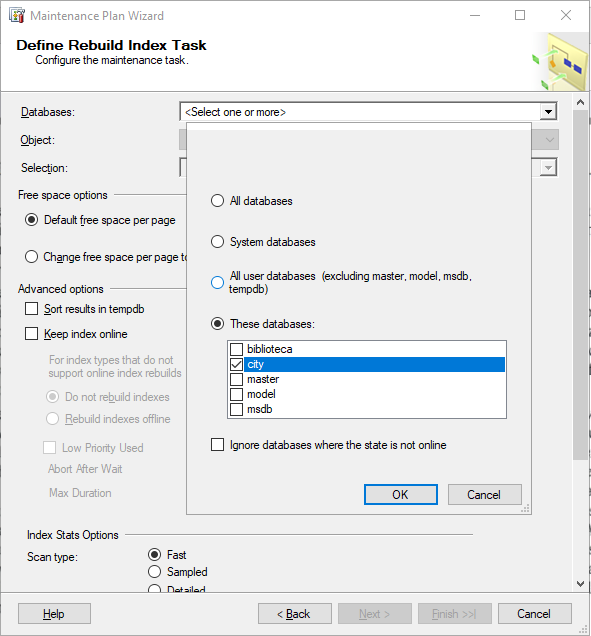 Maintenance Plan Wizard
Define Rebuild Index Task
Configure the maintenance task.
Databases:
<Select one or more>
Object:
Selection:
All databases
System databases
All user databases (excluding master, model, msdb,
tempdb)
These databases:
biblioteca
city
master
model
msdb
Ignore databases where the state is not online
OK
Cancel
Free space options
Default free space per page
Change free space per page to
Advanced options
Sort results in tempdb
Keep index online
For index types that do not
support online index rebuilds
Do not rebuild indexes
Rebuild indexes offline
Low Priority Used
Abort After Wait
Max Duration
Index Stats Options
Scan type:
Fast
Sampled
Detailed
Help
< Back
Next >
Finish >>|
Cancel